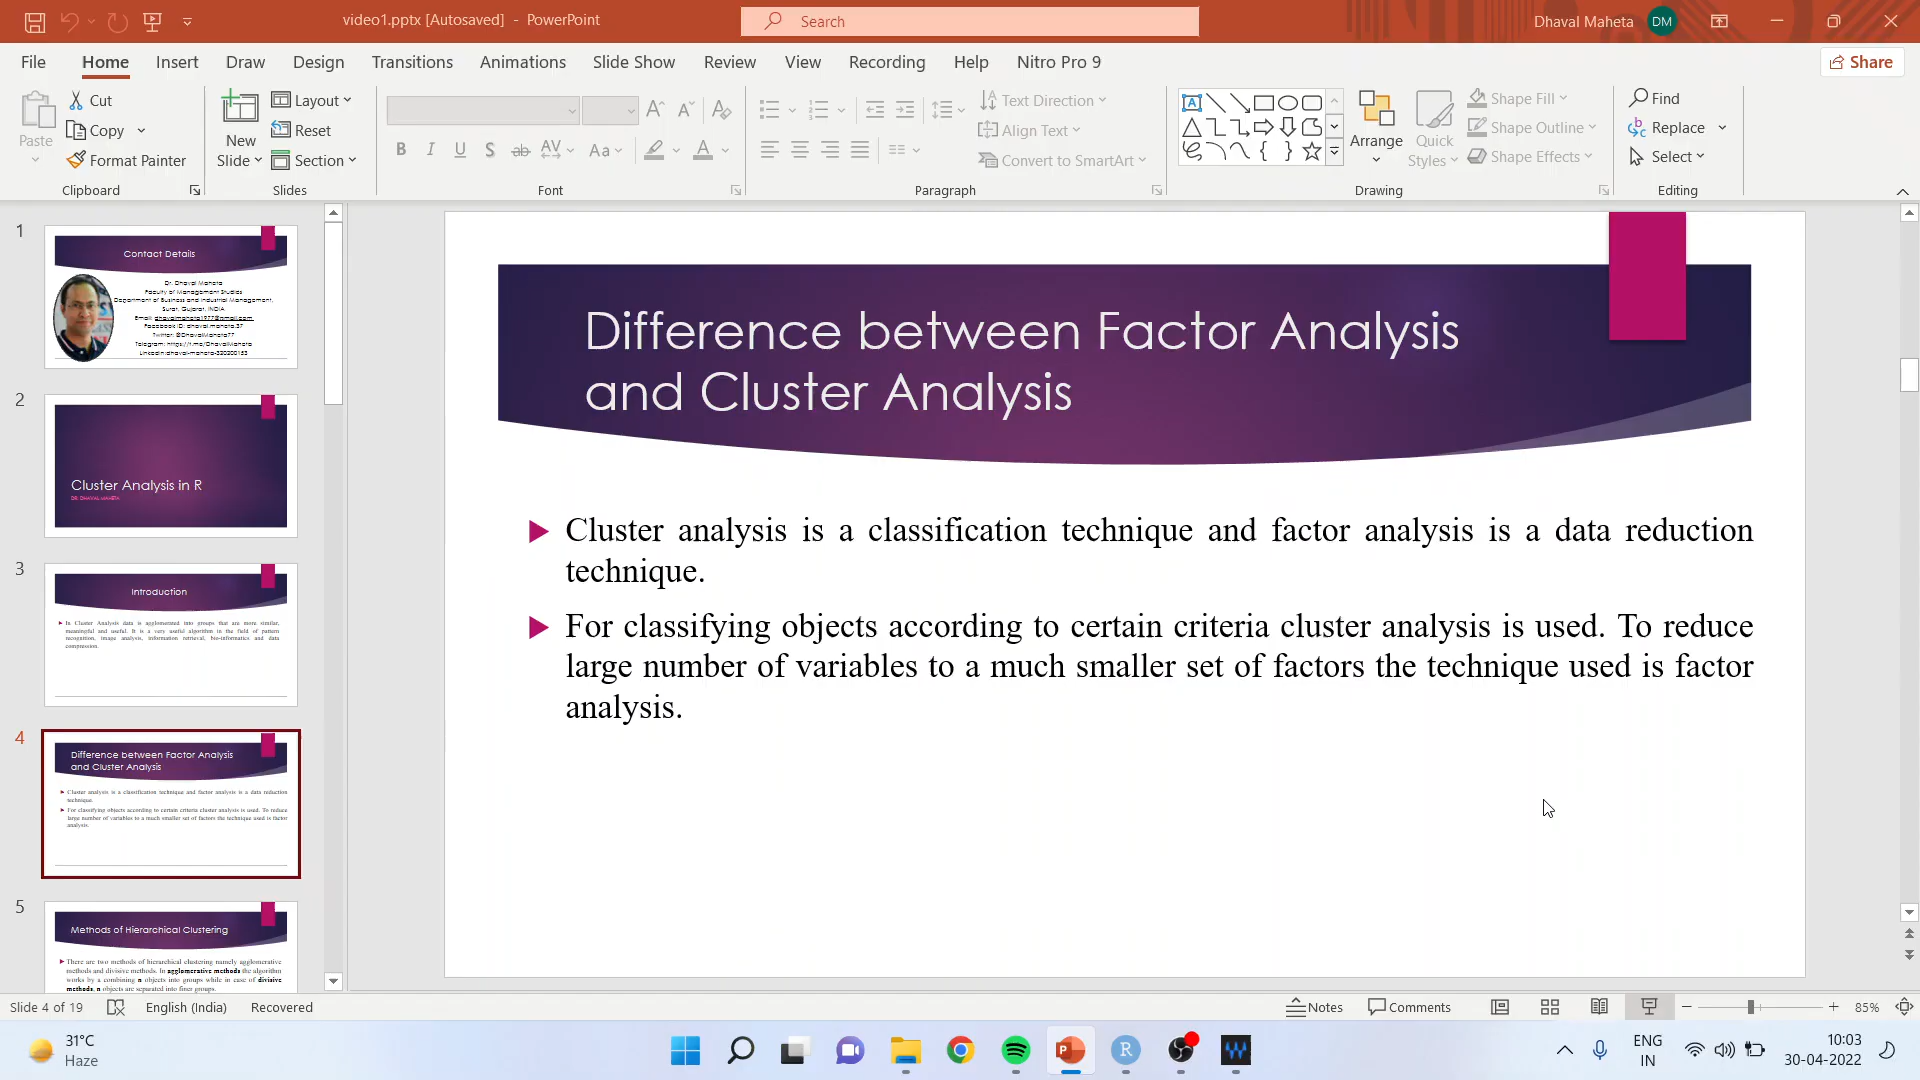 video1.pptx [Autosaved] - PowerPoint
Search
Dhaval Maheta DM
File Home Insert Draw Design Transitions Animations Slide Show Review View Recording Help Nitro Pro 9
Share
Paste
Cut
Copy
Format Painter
Clipboard
New Slide
Layout
Reset
Section
Slides
B I U S ab AV Aa A
Font
Text Direction
Align Text
Convert to SmartArt
Paragraph
Arrange
Quick Styles
Shape Fill
Shape Outline
Shape Effects
Drawing
Find
Replace
Select
Editing
1
Contact Details
Dr. Dhaval Maheta
Faculty of Management Studies
Department of Business and Industrial Management,
Surat, Gujarat, INDIA
Email: dhavalmaheta1977@gmail.com
Facebook ID: dhaval.maheta.37
Twitter: @DhavalMaheta77
Telegram: https://t.me/DhavalMaheta
2
Cluster Analysis in R
DR. DHAVAL MAHETA
3
Introduction
In Cluster Analysis data is agglomerated into groups that are more similar,
meaningful and useful. It is a very useful algorithm in the field of pattern
recognition, image analysis, information retrieval, bio-informatics and data
compression.
4
Difference between Factor Analysis
and Cluster Analysis
Cluster analysis is a classification technique and factor analysis is a data reduction
technique.
For classifying objects according to certain criteria cluster analysis is used. To reduce
large number of variables to a much smaller set of factors the technique used is factor
analysis.
5
Methods of Hierarchical Clustering
There are two methods of hierarchical clustering namely agglomerative
methods and divisive methods. In agglomerative methods the algorithm
works by a combining n objects into groups while in case of divisive
methods, n objects are separated into finer groups.
Difference between Factor Analysis
and Cluster Analysis
Cluster analysis is a classification technique and factor analysis is a data reduction
technique.
For classifying objects according to certain criteria cluster analysis is used. To reduce
large number of variables to a much smaller set of factors the technique used is factor
analysis.
Slide 4 of 19 English (India) Recovered
Notes Comments 85%
31°C
Haze
ENG
IN
10:03
30-04-2022